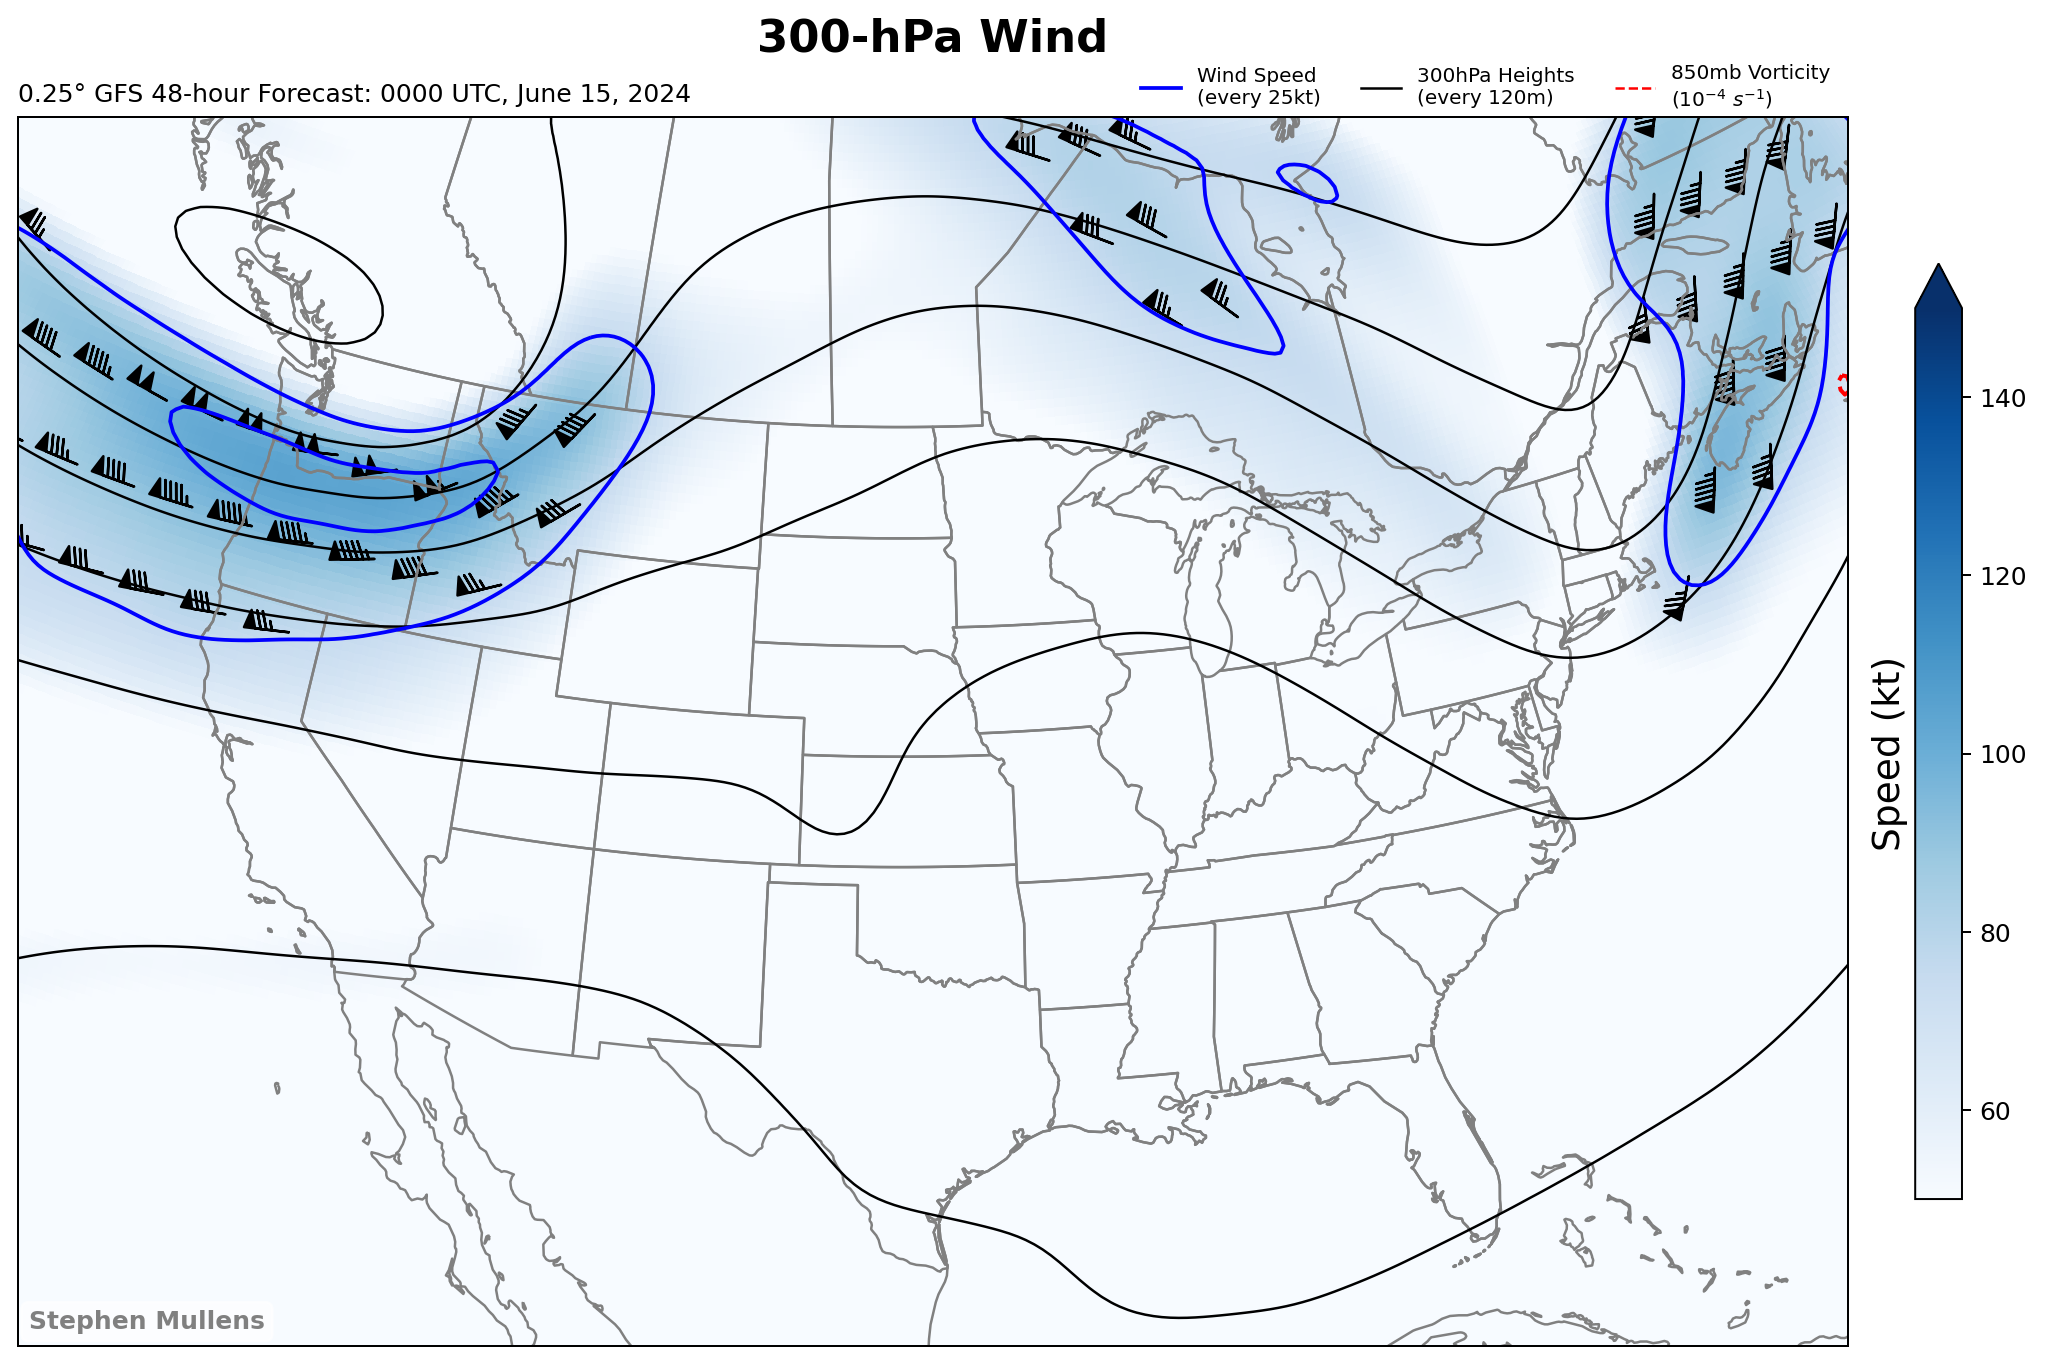 300-hPa Wind
0.25° GFS 48-hour Forecast: 0000 UTC, June 15, 2024
Wind Speed
(every 25kt)
300hPa Heights
(every 120m)
850mb Vorticity
(10⁻⁴ s⁻¹)
140
120
100
80
60
Speed (kt)
Stephen Mullens